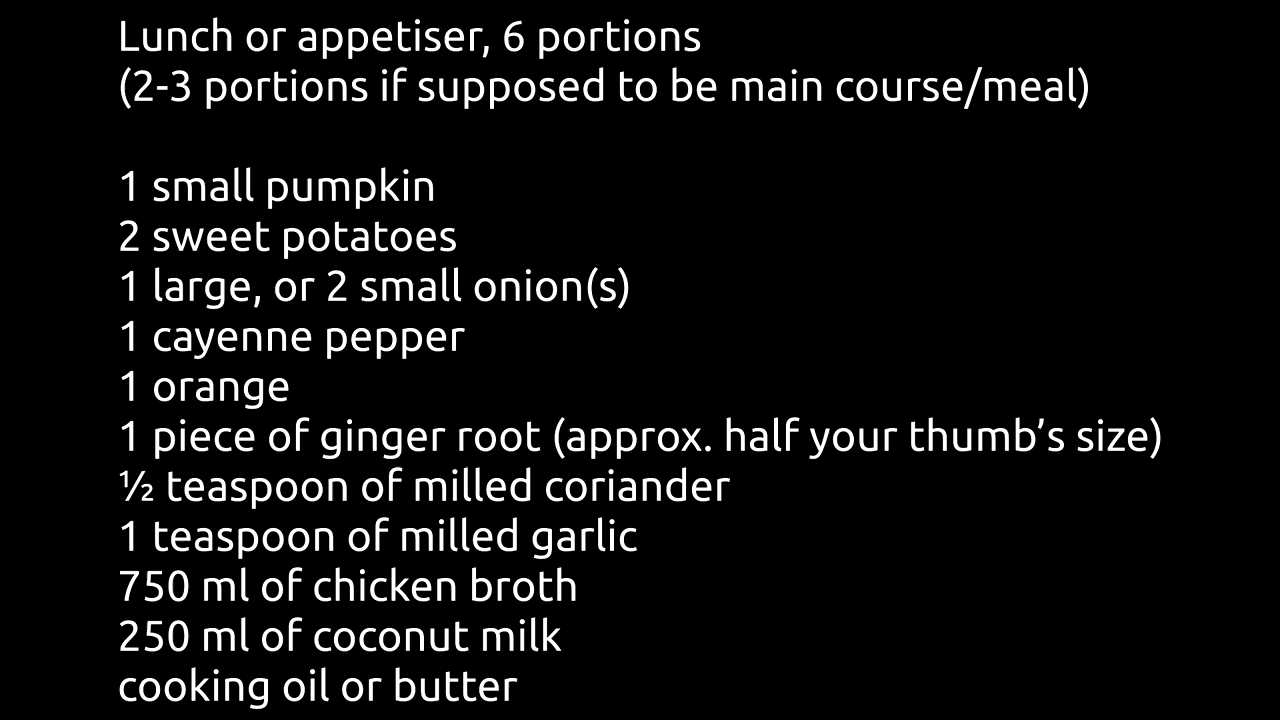 Lunch or appetiser, 6 portions
(2-3 portions if supposed to be main course/meal)
1 small pumpkin
2 sweet potatoes
1 large, or 2 small onion(s)
1 cayenne pepper
1 orange
1 piece of ginger root (approx. half your thumb’s size)
½ teaspoon of milled coriander
1 teaspoon of milled garlic
750 ml of chicken broth
250 ml of coconut milk
cooking oil or butter